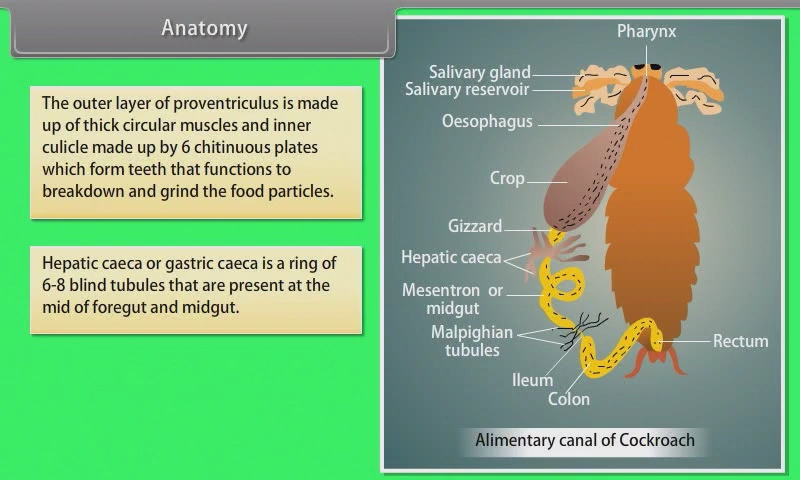 Anatomy
The outer layer of proventriculus is made
up of thick circular muscles and inner
culicle made up by 6 chitinuous plates
which form teeth that functions to
breakdown and grind the food particles.
Hepatic caeca or gastric caeca is a ring of
6-8 blind tubules that are present at the
mid of foregut and midgut.
Pharynx
Salivary gland
Salivary reservoir
Oesophagus
Crop
Gizzard
Hepatic caeca
Mesentron or
midgut
Malpighian
tubules
Rectum
Ileum
Colon
Alimentary canal of Cockroach